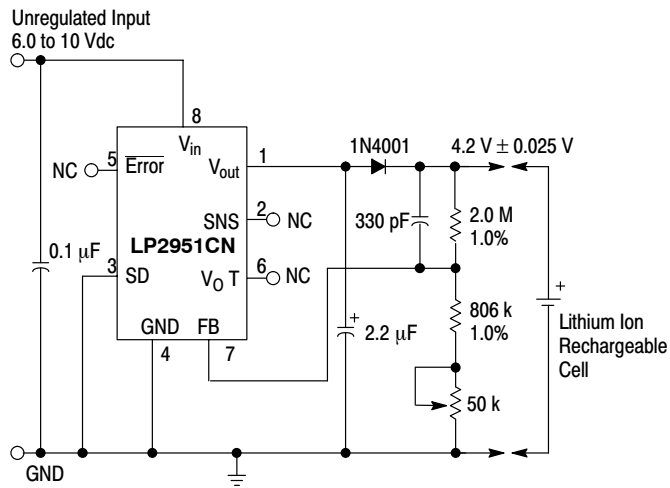 Unregulated Input
6.0 to 10 Vdc
8
Vin
5
NC
Error
Vout
1
1N4001
4.2 V ± 0.025 V
SNS
2
NC
330 pF
2.0 M
1.0%
LP2951CN
0.1 µF
3
SD
VO T
6
NC
GND
FB
4
7
2.2 µF
+
806 k
1.0%
+
Lithium Ion
Rechargeable
Cell
50 k
GND